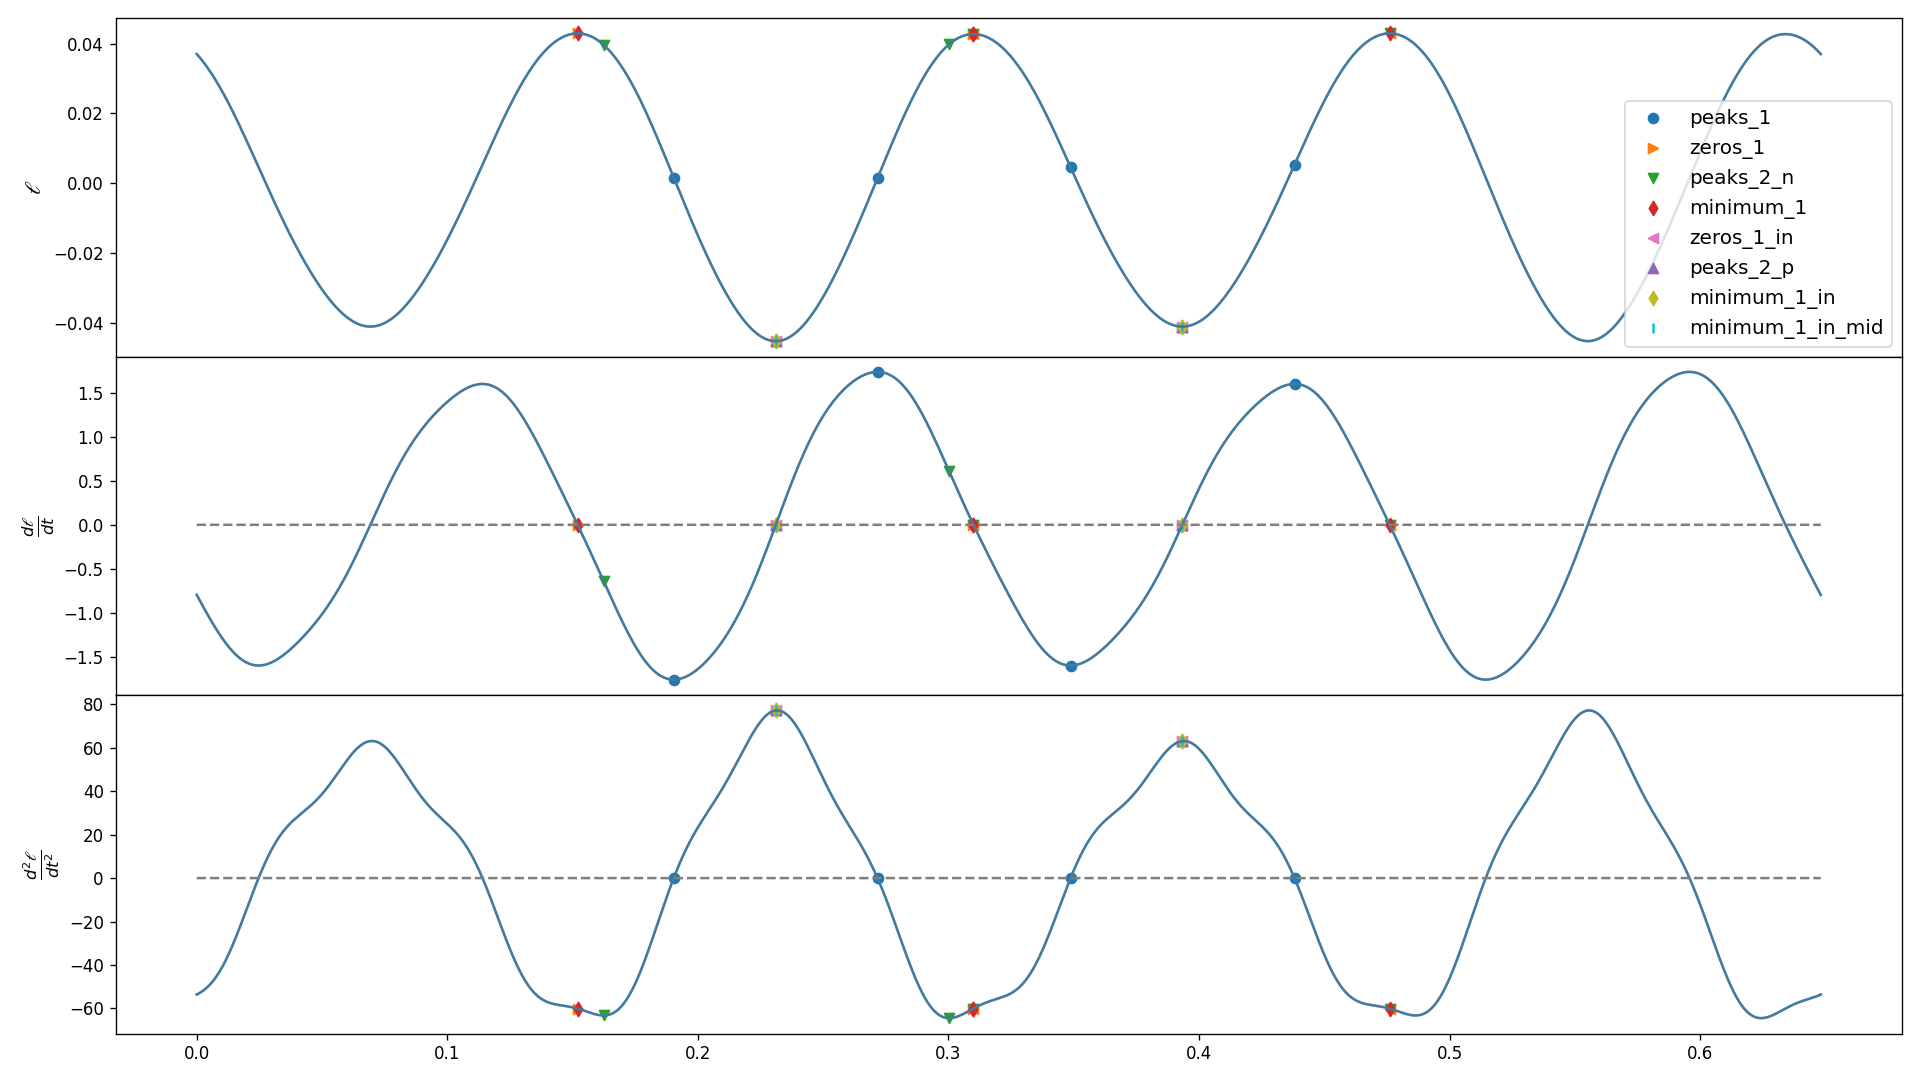 0.04
0.02
0.00
−0.02
−0.04
ℓ
peaks_1
zeros_1
peaks_2_n
minimum_1
zeros_1_in
peaks_2_p
minimum_1_in
minimum_1_in_mid
1.5
1.0
0.5
0.0
−0.5
−1.0
−1.5
dℓ
dt
80
60
40
20
0
−20
−40
−60
d²ℓ
dt²
0.0 0.1 0.2 0.3 0.4 0.5 0.6